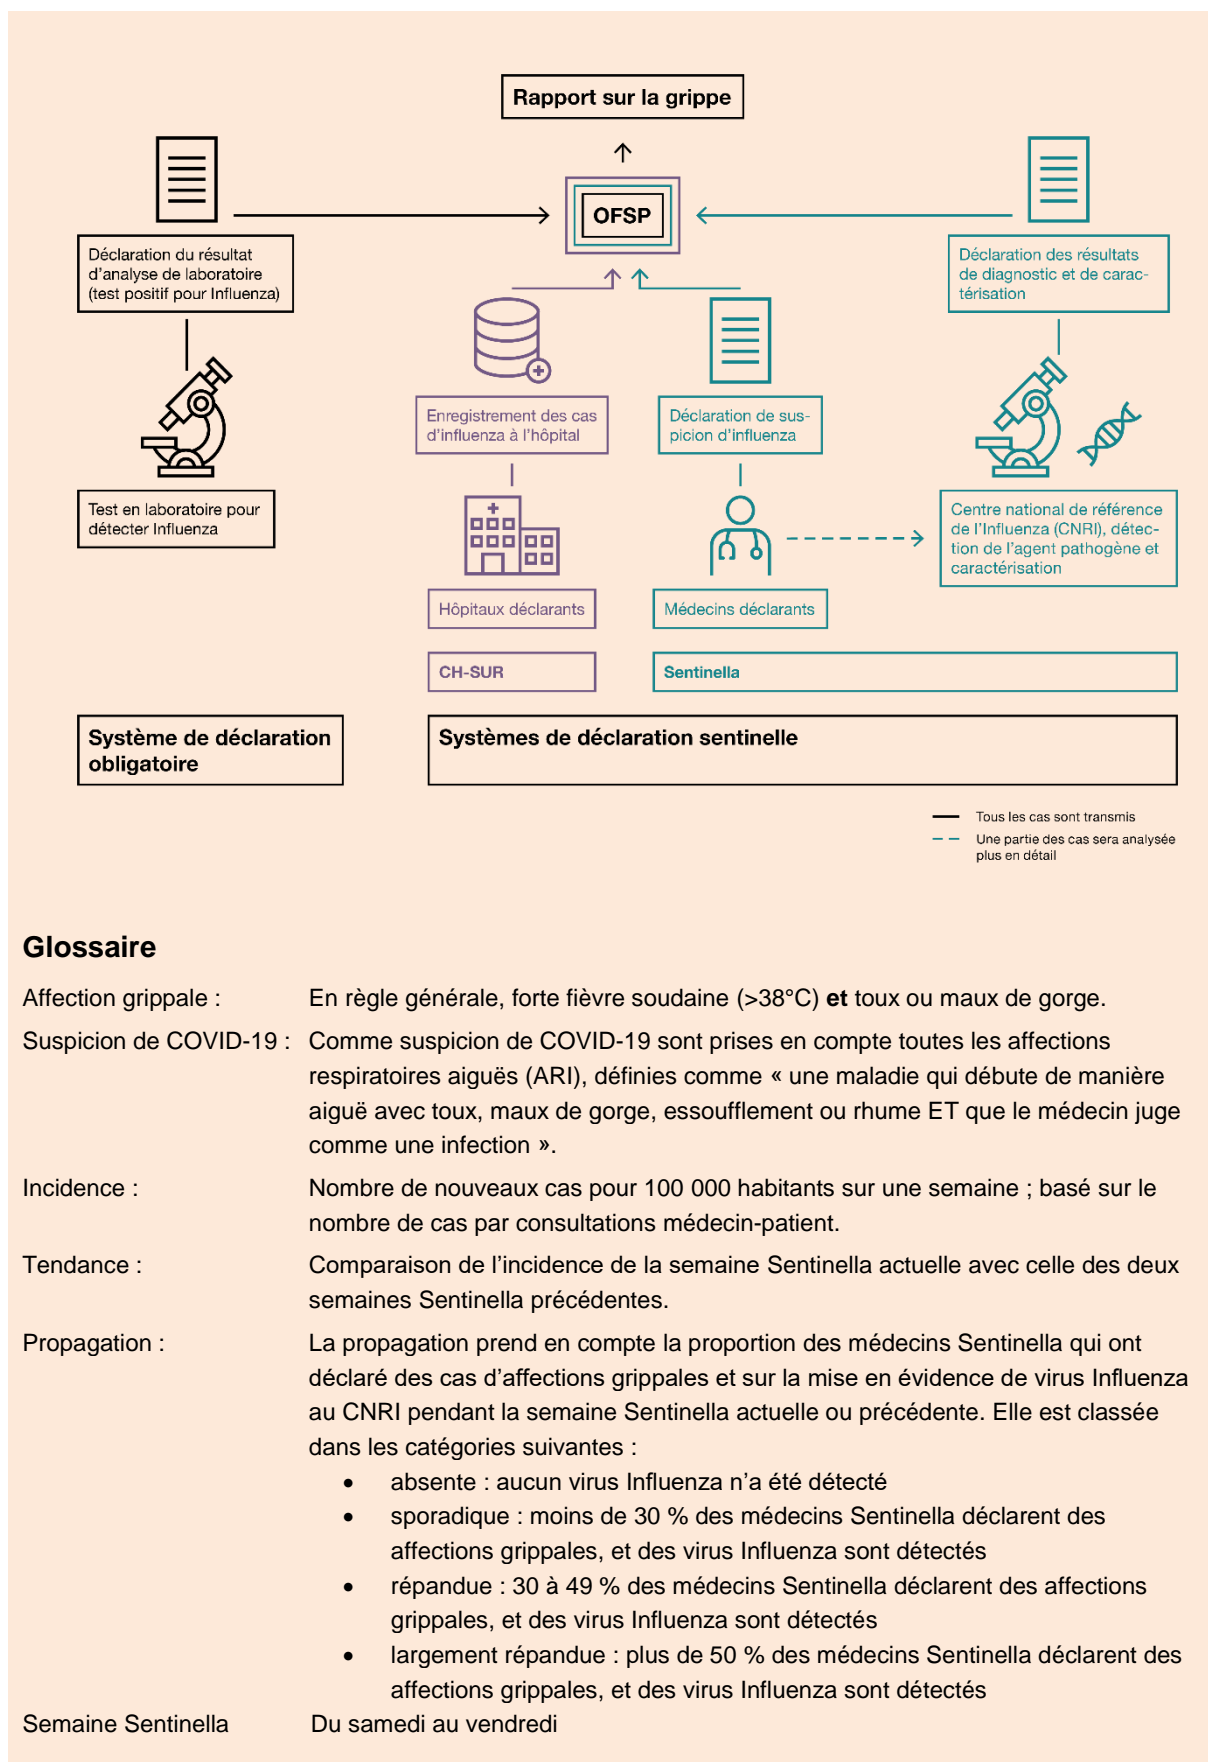 Rapport sur la grippe
OFSP
Déclaration du résultat
d'analyse de laboratoire
(test positif pour Influenza)
Déclaration des résultats
de diagnostic et de carac-
térisation
Enregistrement des cas
d'influenza à l'hôpital
Déclaration de sus-
picion d'influenza
Test en laboratoire pour
détecter Influenza
Centre national de référence
de l'Influenza (CNRI), détec-
tion de l'agent pathogène et
caractérisation
Hôpitaux déclarants
Médecins déclarants
CH-SUR
Sentinella
Système de déclaration
obligatoire
Systèmes de déclaration sentinelle
Tous les cas sont transmis
Une partie des cas sera analysée
plus en détail
Glossaire
Affection grippale : En règle générale, forte fièvre soudaine (>38°C) et toux ou maux de gorge.
Suspicion de COVID-19 : Comme suspicion de COVID-19 sont prises en compte toutes les affections
respiratoires aiguës (ARI), définies comme « une maladie qui débute de manière
aiguë avec toux, maux de gorge, essoufflement ou rhume ET que le médecin juge
comme une infection ».
Incidence : Nombre de nouveaux cas pour 100 000 habitants sur une semaine ; basé sur le
nombre de cas par consultations médecin-patient.
Tendance : Comparaison de l'incidence de la semaine Sentinella actuelle avec celle des deux
semaines Sentinella précédentes.
Propagation : La propagation prend en compte la proportion des médecins Sentinella qui ont
déclaré des cas d'affections grippales et sur la mise en évidence de virus Influenza
au CNRI pendant la semaine Sentinella actuelle ou précédente. Elle est classée
dans les catégories suivantes :
• absente : aucun virus Influenza n'a été détecté
• sporadique : moins de 30 % des médecins Sentinella déclarent des
affections grippales, et des virus Influenza sont détectés
• répandue : 30 à 49 % des médecins Sentinella déclarent des affections
grippales, et des virus Influenza sont détectés
• largement répandue : plus de 50 % des médecins Sentinella déclarent des
affections grippales, et des virus Influenza sont détectés
Semaine Sentinella Du samedi au vendredi